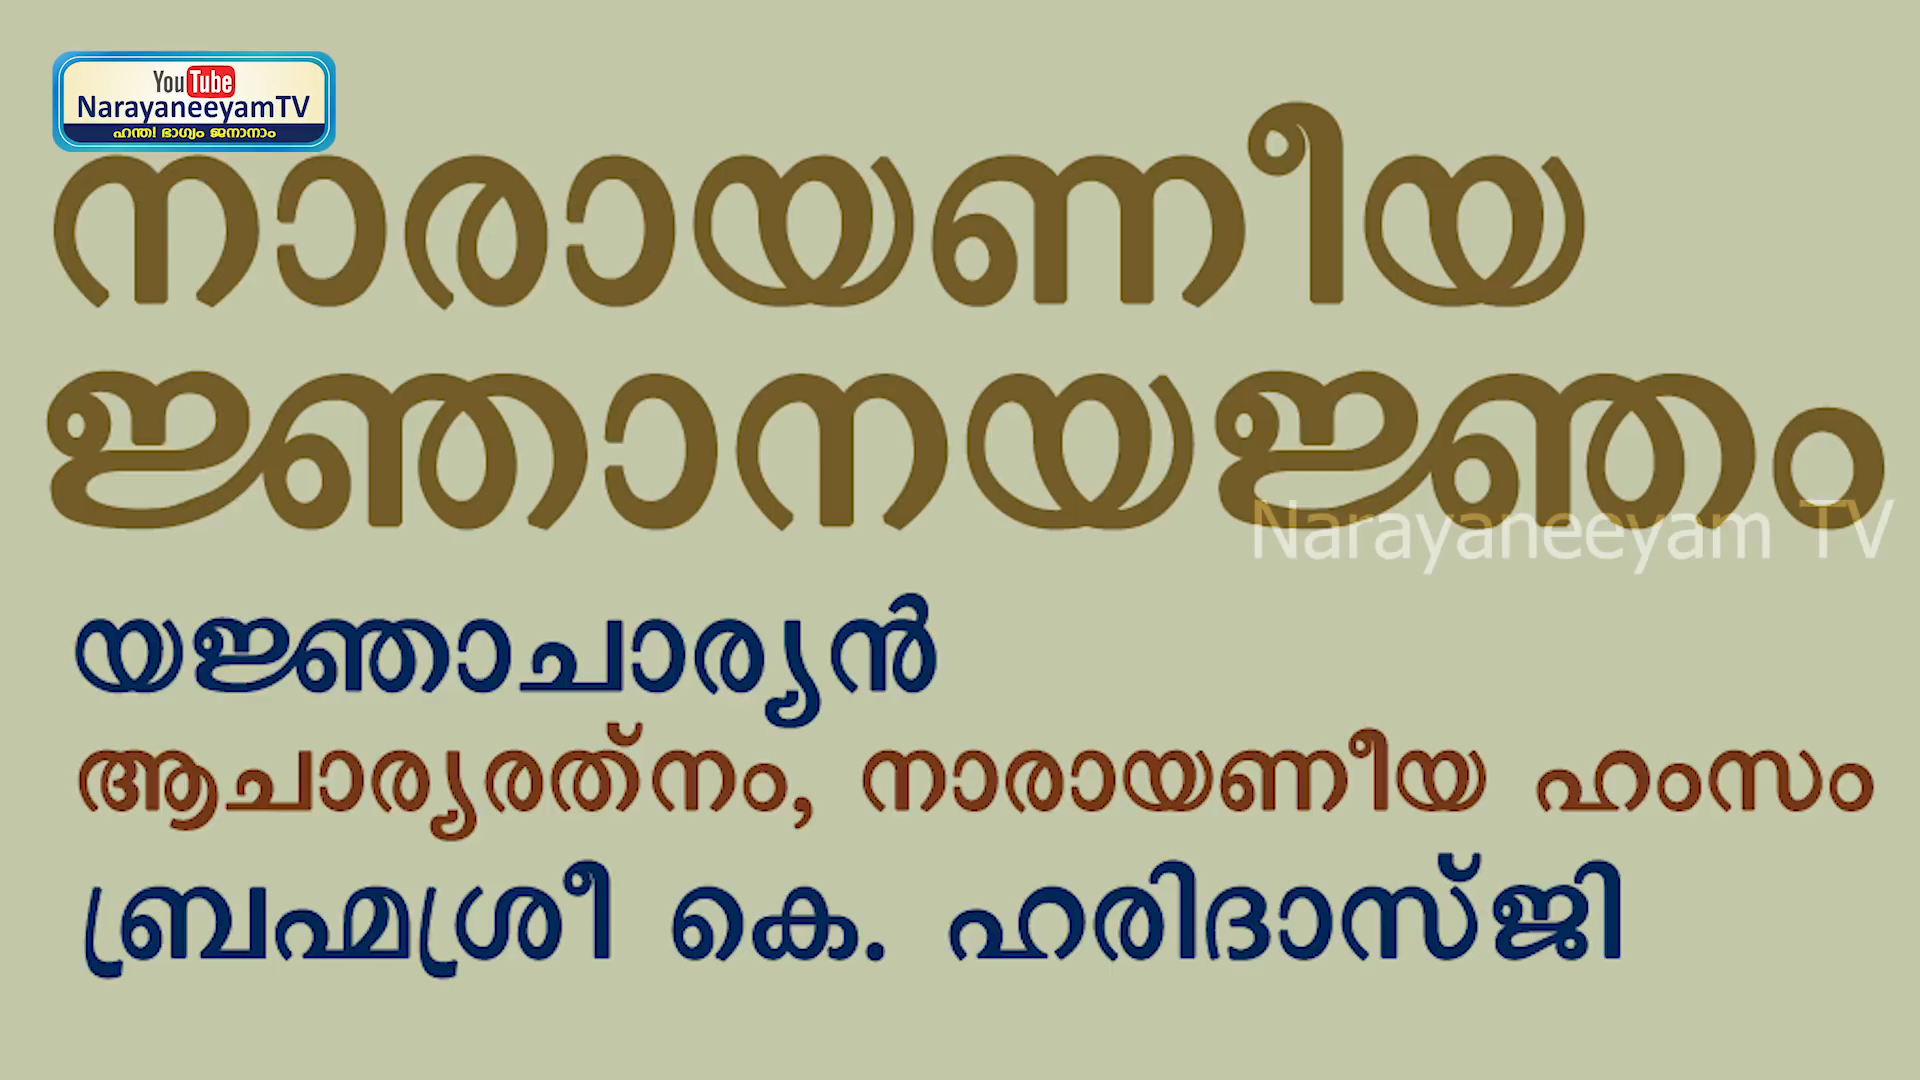 YouTube
NarayaneeyamTV
ഹന്ത! ഭാഗ്യം ജനാനാം
നാരായണീയ
ജ്ഞാനയജ്ഞം
Narayaneeyam TV
യജ്ഞാചാര്യൻ
ആചാര്യരത്‌നം, നാരായണീയ ഹംസം
ബ്രഹ്മശ്രീ കെ. ഹരിദാസ്ജി